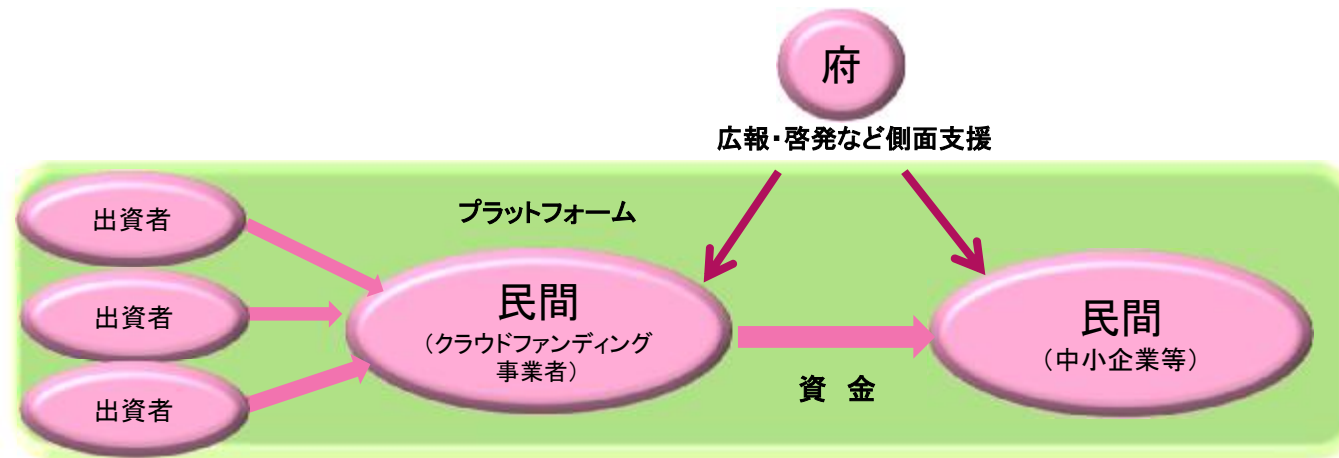 府
広報・啓発など側面支援
プラットフォーム
出資者
出資者
出資者
民間
（クラウドファンディング
事業者）
資　金
民間
（中小企業等）